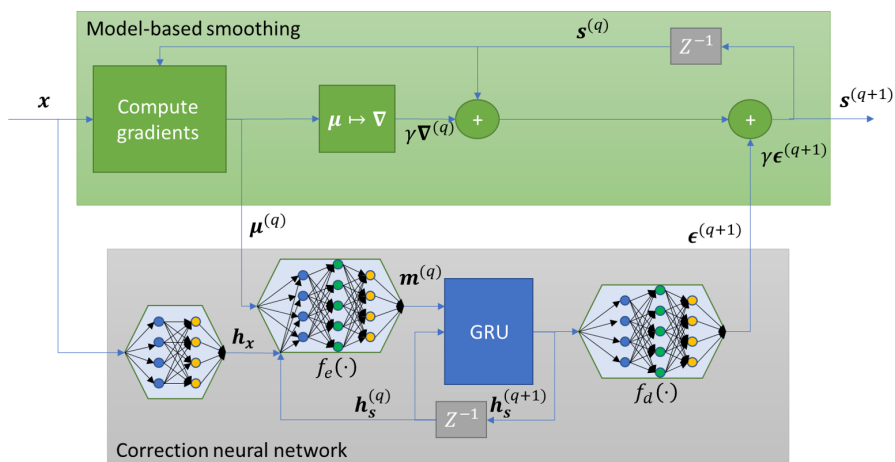 Model-based smoothing
𝒔^(q)
Z^−1
𝒙
Compute
gradients
𝝁 ↦ 𝛁
γ𝛁^(q)
+
+
𝒔^(q+1)
γ𝝐^(q+1)
𝝁^(q)
𝝐^(q+1)
𝒎^(q)
GRU
𝒉_𝒙
f_e(·)
f_d(·)
𝒉_𝒔^(q)
Z^−1
𝒉_𝒔^(q+1)
Correction neural network